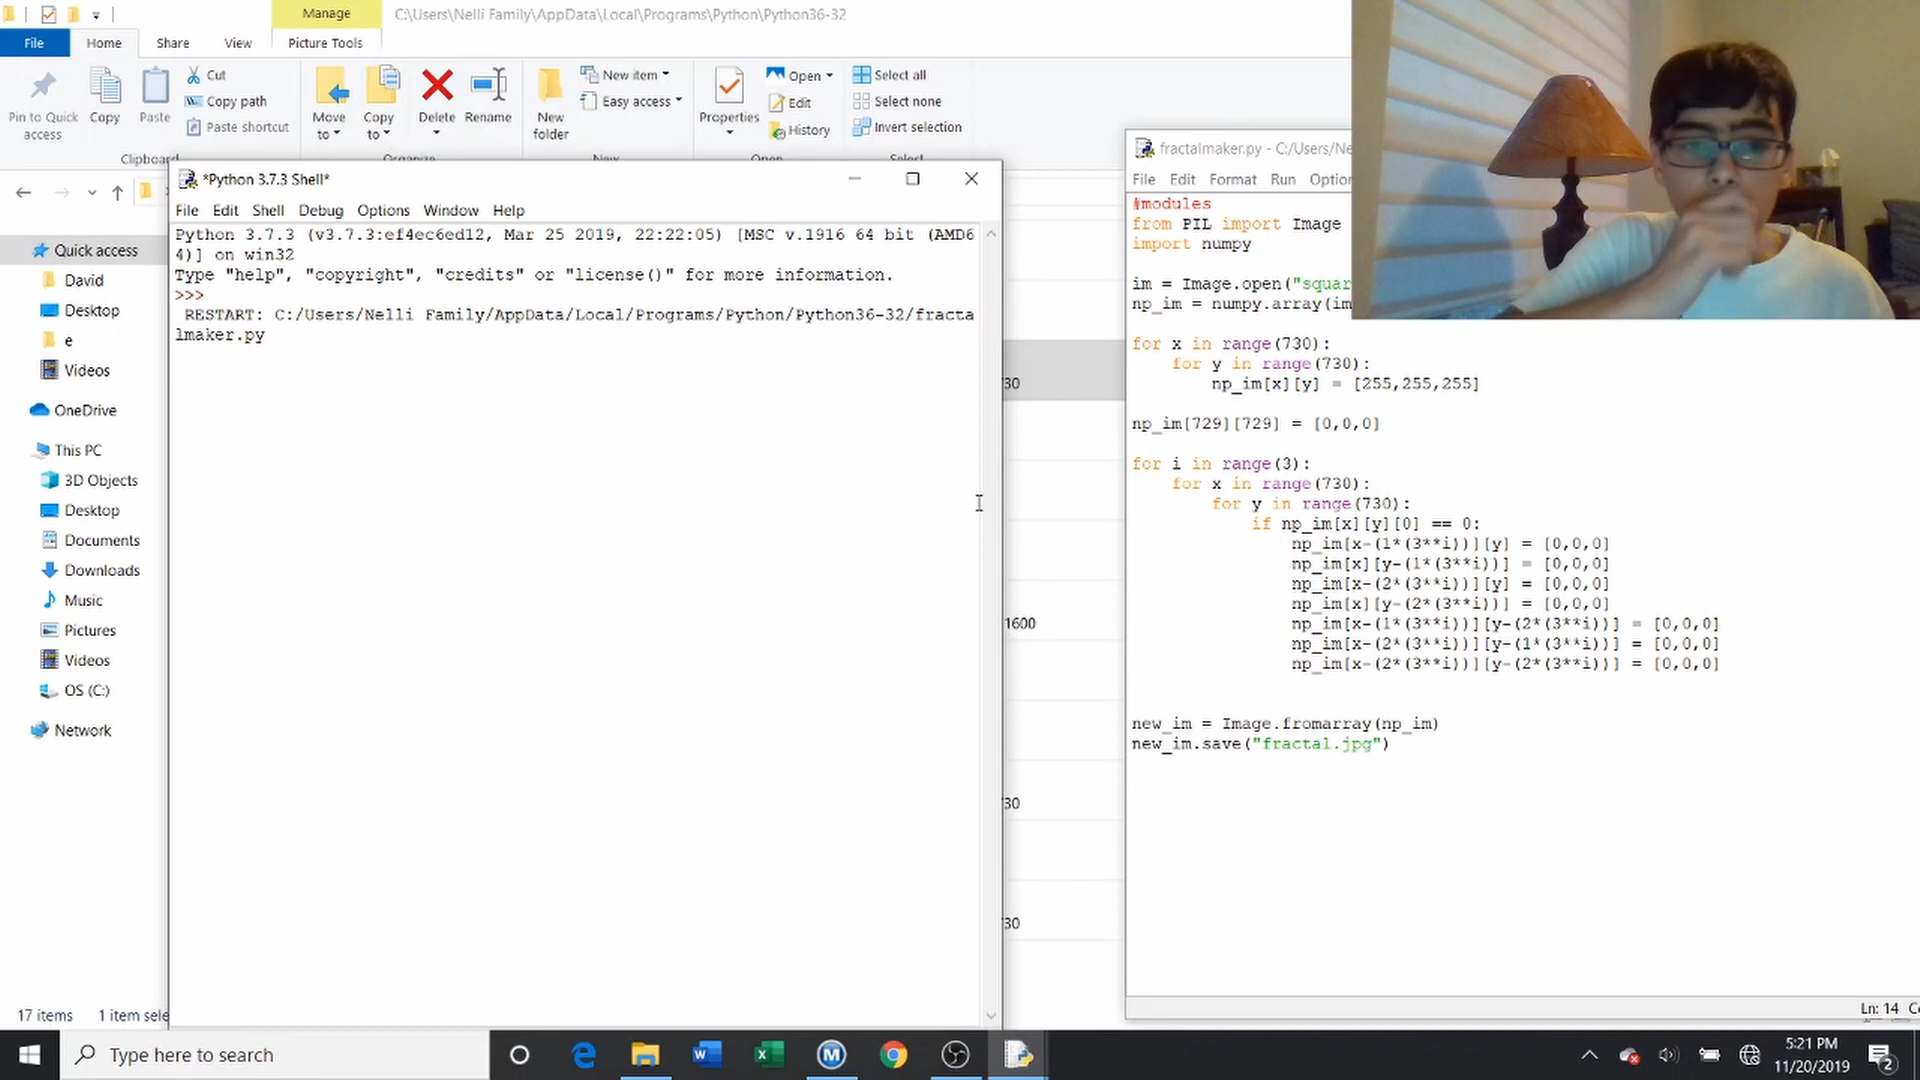 Manage
C:\Users\Nelli Family\AppData\Local\Programs\Python\Python36-32
File
Home
Share
View
Picture Tools
Pin to Quick access
Copy
Paste
Cut
Copy path
Paste shortcut
Move to
Copy to
Delete
Rename
New folder
New item
Easy access
Properties
Open
Edit
History
Select all
Select none
Invert selection
Clipboard
Organize
New
Open
Select
Quick access
David
Desktop
e
Videos
OneDrive
This PC
3D Objects
Desktop
Documents
Downloads
Music
Pictures
Videos
OS (C:)
Network
17 items
1 item sele
*Python 3.7.3 Shell*
File Edit Shell Debug Options Window Help
Python 3.7.3 (v3.7.3:ef4ec6ed12, Mar 25 2019, 22:22:05) [MSC v.1916 64 bit (AMD6
4)] on win32
Type "help", "copyright", "credits" or "license()" for more information.
>>>
RESTART: C:/Users/Nelli Family/AppData/Local/Programs/Python/Python36-32/fracta
lmaker.py
30
1600
30
30
fractalmaker.py - C:/Users/Ne
File Edit Format Run Option
#modules
from PIL import Image
import numpy
im = Image.open("squar
np_im = numpy.array(im
for x in range(730):
    for y in range(730):
        np_im[x][y] = [255,255,255]
np_im[729][729] = [0,0,0]
for i in range(3):
    for x in range(730):
        for y in range(730):
            if np_im[x][y][0] == 0:
                np_im[x-(1*(3**i))][y] = [0,0,0]
                np_im[x][y-(1*(3**i))] = [0,0,0]
                np_im[x-(2*(3**i))][y] = [0,0,0]
                np_im[x][y-(2*(3**i))] = [0,0,0]
                np_im[x-(1*(3**i))][y-(2*(3**i))] = [0,0,0]
                np_im[x-(2*(3**i))][y-(1*(3**i))] = [0,0,0]
                np_im[x-(2*(3**i))][y-(2*(3**i))] = [0,0,0]
new_im = Image.fromarray(np_im)
new_im.save("fractal.jpg")
Ln: 14
Type here to search
5:21 PM
11/20/2019
2